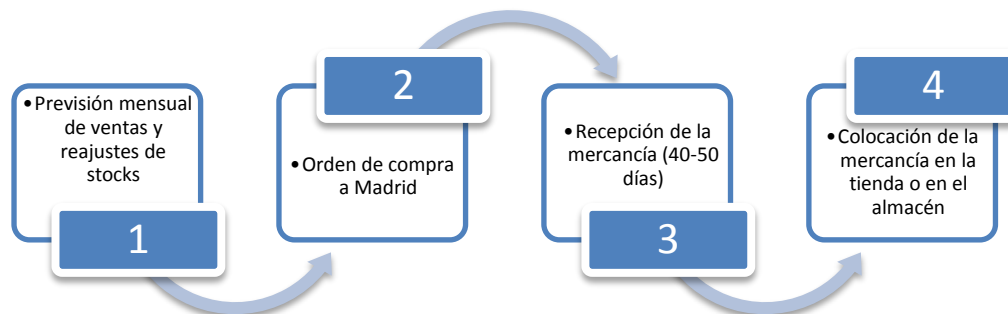 •Previsión mensual
de ventas y
reajustes de
stocks
1
2
•Orden de compra
a Madrid
•Recepción de la
mercancía (40-50
días)
3
4
•Colocación de la
mercancía en la
tienda o en el
almacén